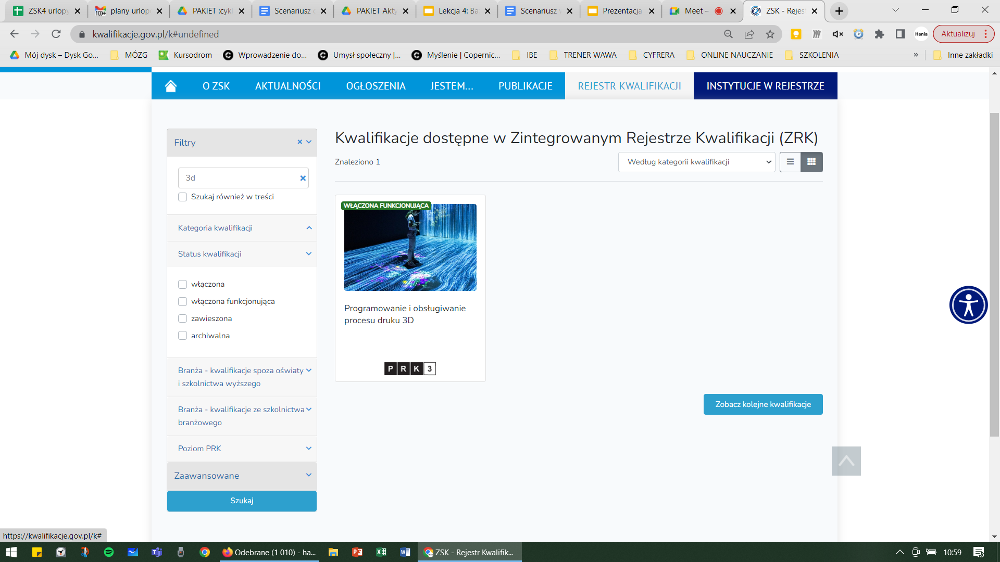 ZSK4 urlopy
plany urlop
PAKIET :cykl
Scenariusz
PAKIET Akty
Lekcja 4: Ba
Scenariusz
Prezentacja
Meet –
ZSK - Rejest
kwalifikacje.gov.pl/k#undefined
Hania
Aktualizuj
Mój dysk – Dysk Go...
MÓZG
Kursodrom
Wprowadzenie do...
Umysł społeczny |...
Myślenie | Copernic...
IBE
TRENER WAWA
CYFRERA
ONLINE NAUCZANIE
SZKOLENIA
»
Inne zakładki
O ZSK
AKTUALNOŚCI
OGŁOSZENIA
JESTEM...
PUBLIKACJE
REJESTR KWALIFIKACJI
INSTYTUCJE W REJESTRZE
Filtry
3d
Szukaj również w treści
Kategoria kwalifikacji
Status kwalifikacji
włączona
włączona funkcjonująca
zawieszona
archiwalna
Branża - kwalifikacje spoza oświaty
i szkolnictwa wyższego
Branża - kwalifikacje ze szkolnictwa
branżowego
Poziom PRK
Zaawansowane
Szukaj
Kwalifikacje dostępne w Zintegrowanym Rejestrze Kwalifikacji (ZRK)
Znaleziono 1
Według kategorii kwalifikacji
WŁĄCZONA FUNKCJONUJĄCA
Programowanie i obsługiwanie
procesu druku 3D
PRK3
Zobacz kolejne kwalifikacje
https://kwalifikacje.gov.pl/k#
Odebrane (1 010) - ha...
ZSK - Rejestr Kwalifik...
10:59